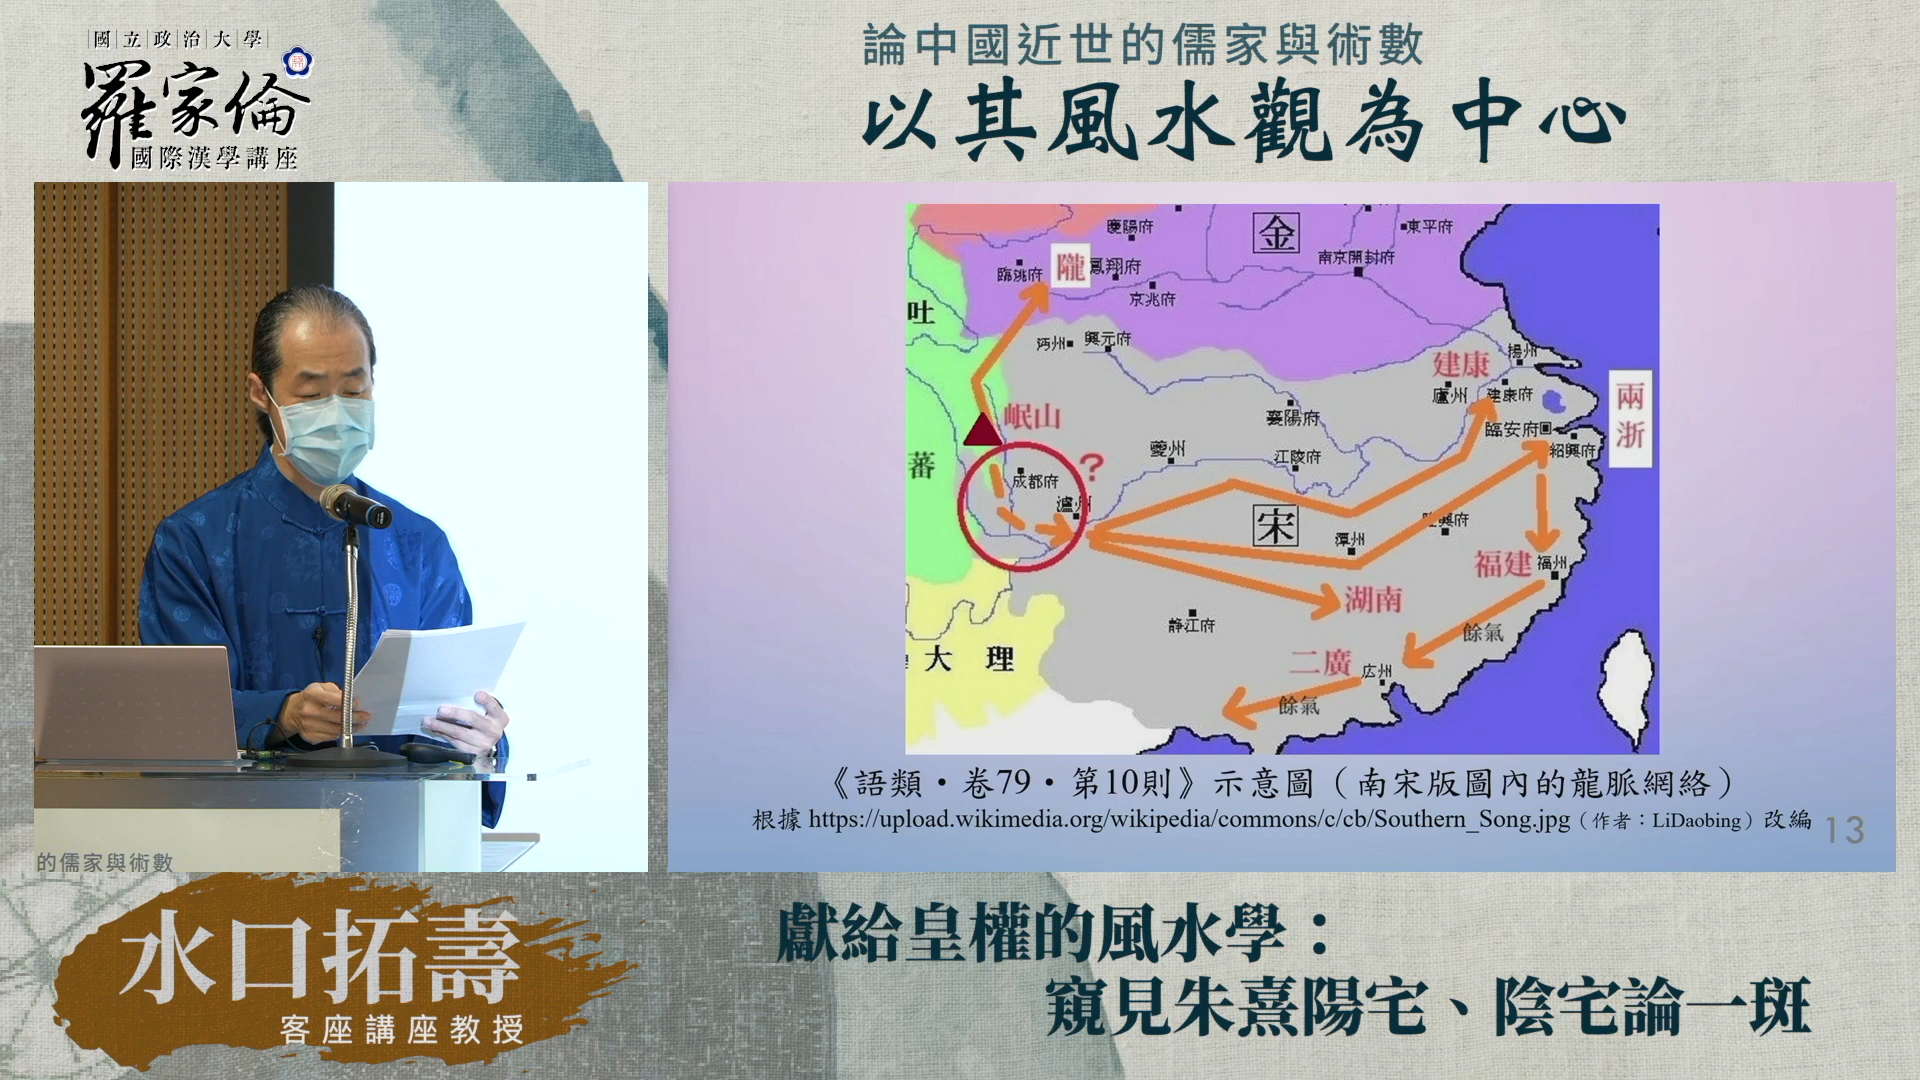 國立政治大學
羅家倫
國際漢學講座
論中國近世的儒家與術數
以其風水觀為中心
慶陽府
金
東平府
南京開封府
臨洮府
隴
鳳翔府
京兆府
吐
沔州
興元府
揚州
建康
廬州
建康府
兩浙
岷山
襄陽府
臨安府
紹興府
蕃
?
夔州
江陵府
成都府
瀘州
宋
隆興府
潭州
福建
福州
湖南
靜江府
餘氣
大理
二廣
広州
餘氣
《語類・卷79・第10則》示意圖（南宋版圖內的龍脈網絡）
根據 https://upload.wikimedia.org/wikipedia/commons/c/cb/Southern_Song.jpg（作者：LiDaobing）改編
13
的儒家與術數
水口拓壽
客座講座教授
獻給皇權的風水學：
窺見朱熹陽宅、陰宅論一斑